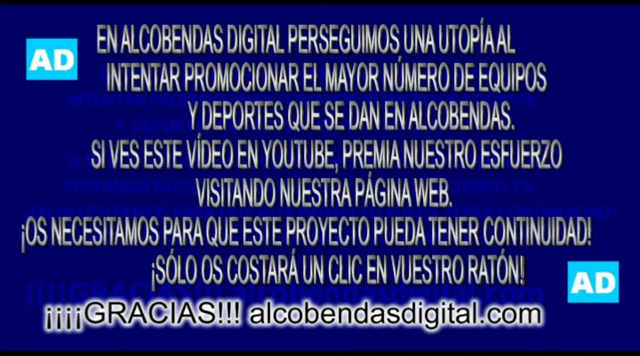 AD
EN ALCOBENDAS DIGITAL PERSEGUIMOS UNA UTOPÍA AL
INTENTAR PROMOCIONAR EL MAYOR NÚMERO DE EQUIPOS
Y DEPORTES QUE SE DAN EN ALCOBENDAS.
SI VES ESTE VÍDEO EN YOUTUBE, PREMIA NUESTRO ESFUERZO
VISITANDO NUESTRA PÁGINA WEB.
¡OS NECESITAMOS PARA QUE ESTE PROYECTO PUEDA TENER CONTINUIDAD!
¡SÓLO OS COSTARÁ UN CLIC EN VUESTRO RATÓN!
AD
¡¡¡¡GRACIAS!!! alcobendasdigital.com